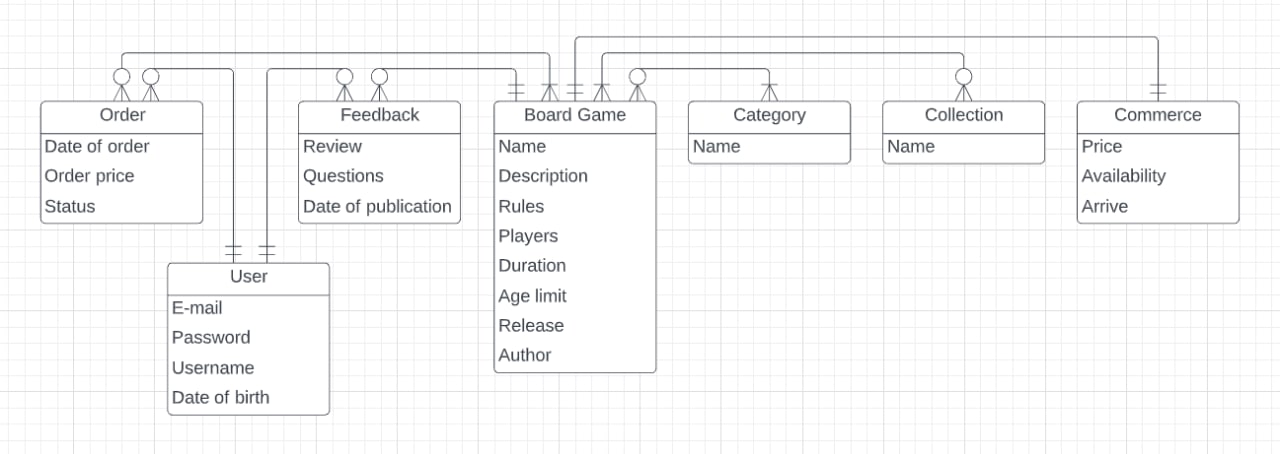 Order
Date of order
Order price
Status
Feedback
Review
Questions
Date of publication
Board Game
Name
Description
Rules
Players
Duration
Age limit
Release
Author
Category
Name
Collection
Name
Commerce
Price
Availability
Arrive
User
E-mail
Password
Username
Date of birth